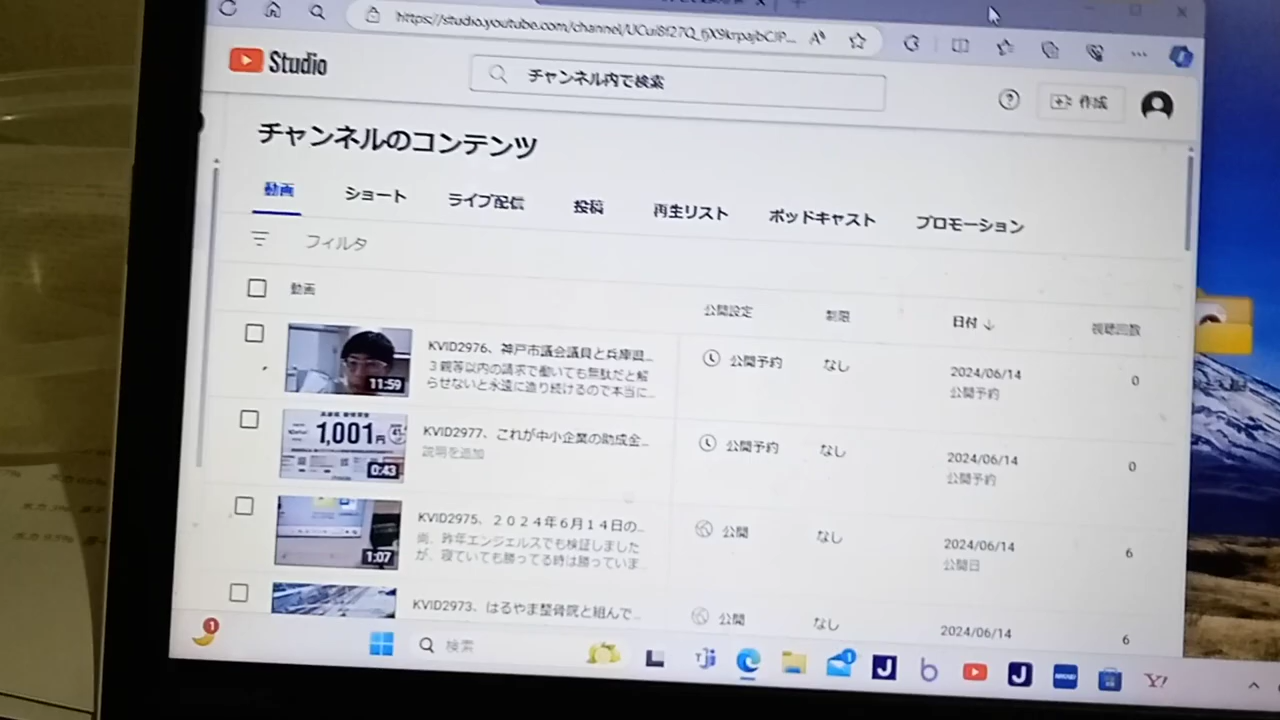 https://studio.youtube.com/channel/
Studio
チャンネル内で検索
作成
チャンネルのコンテンツ
動画 ショート ライブ配信 投稿 再生リスト ポッドキャスト プロモーション
フィルタ
動画 公開設定 制限 日付 ↓ 視聴回数
KVID2976、神戸市議会議員と兵庫県...
3親等以内の請求で働いても無駄だと解
らせないと永遠に造り続けるので本当に...
11:59
公開予約 なし 2024/06/14 0
公開予約
KVID2977、これが中小企業の助成金...
説明を追加
1,001円
0:43
公開予約 なし 2024/06/14 0
公開予約
KVID2975、２０２４年６月１４日の...
尚、昨年エンジェルスでも検証しました
が、寝ていても勝ってる時は勝っていま...
1:07
公開 なし 2024/06/14 6
公開日
KVID2973、はるやま整骨院と組んで...
公開 なし 2024/06/14 6
1
検索
1